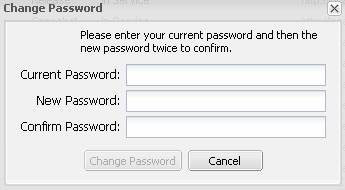 Change Password
Please enter your current password and then the
new password twice to confirm.
Current Password:
New Password:
Confirm Password:
Change Password
Cancel